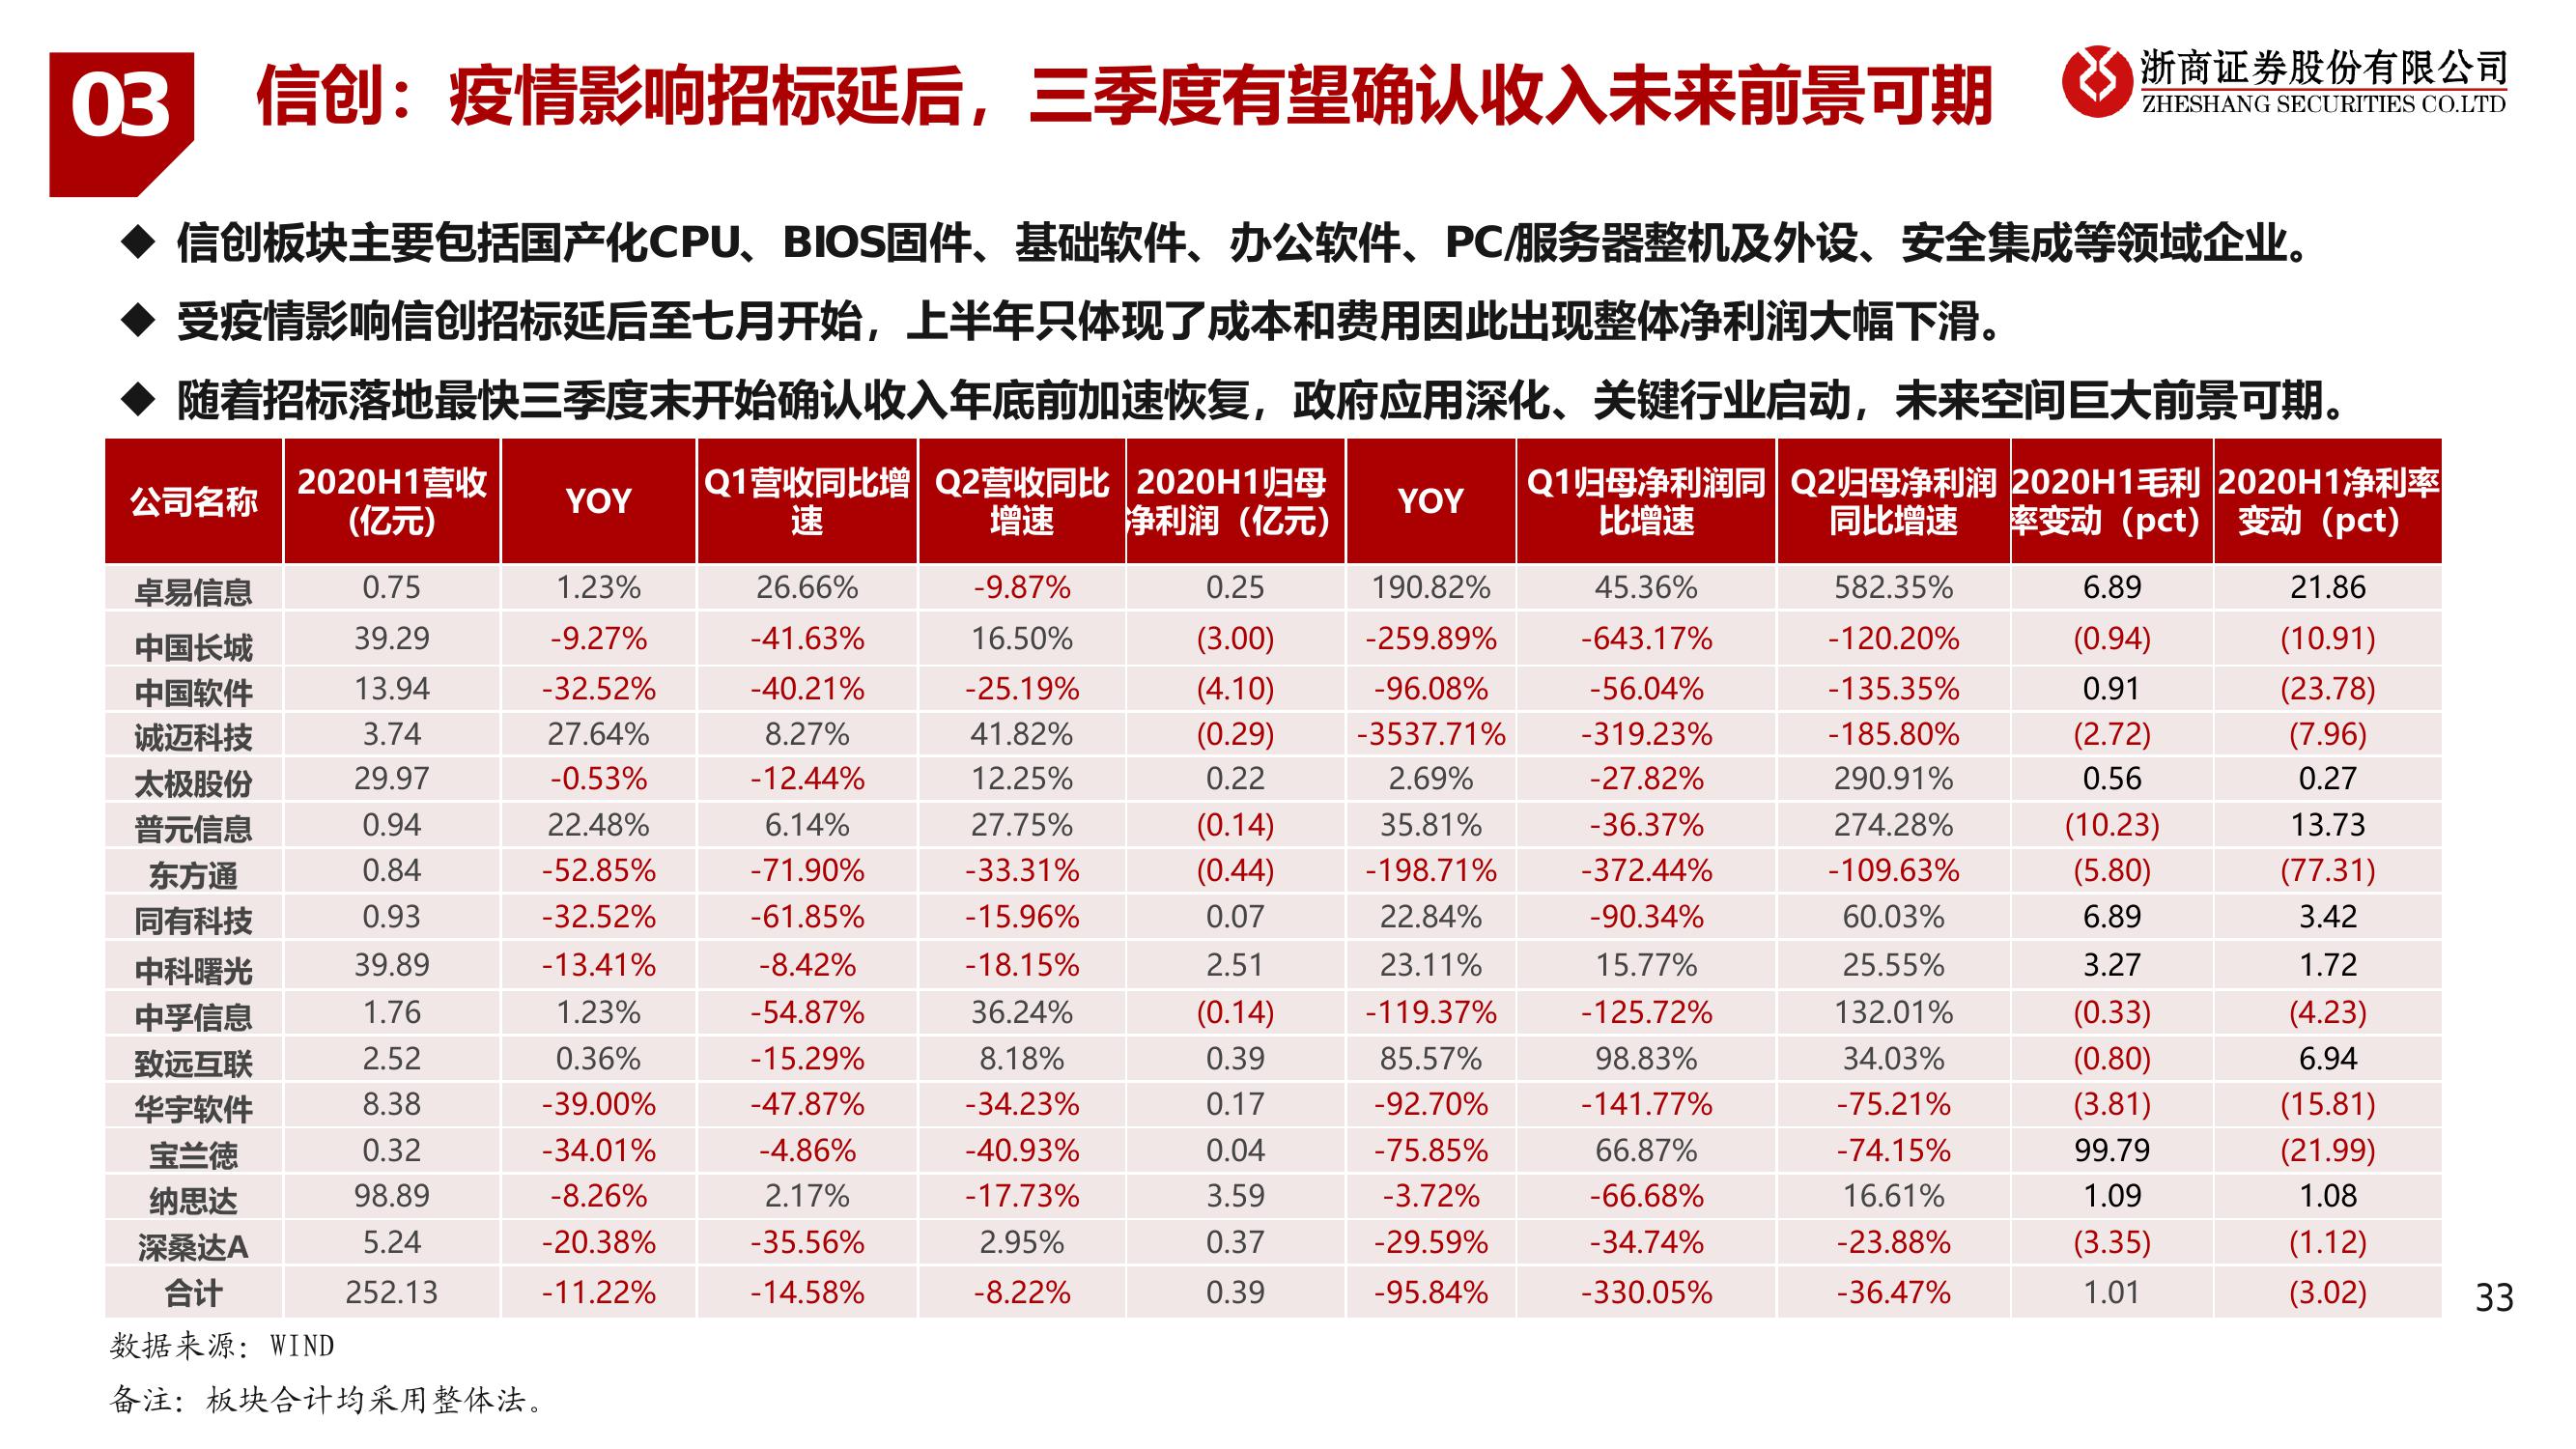 03
信创：疫情影响招标延后，三季度有望确认收入未来前景可期
浙商证券股份有限公司
ZHESHANG SECURITIES CO.LTD
◆ 信创板块主要包括国产化CPU、BIOS固件、基础软件、办公软件、PC/服务器整机及外设、安全集成等领域企业。
◆ 受疫情影响信创招标延后至七月开始，上半年只体现了成本和费用因此出现整体净利润大幅下滑。
◆ 随着招标落地最快三季度末开始确认收入年底前加速恢复，政府应用深化、关键行业启动，未来空间巨大前景可期。
公司名称 2020H1营收(亿元) YOY Q1营收同比增速 Q2营收同比增速 2020H1归母净利润（亿元） YOY Q1归母净利润同比增速 Q2归母净利润同比增速 2020H1毛利率变动（pct） 2020H1净利率变动（pct）
卓易信息 0.75 1.23% 26.66% -9.87% 0.25 190.82% 45.36% 582.35% 6.89 21.86
中国长城 39.29 -9.27% -41.63% 16.50% (3.00) -259.89% -643.17% -120.20% (0.94) (10.91)
中国软件 13.94 -32.52% -40.21% -25.19% (4.10) -96.08% -56.04% -135.35% 0.91 (23.78)
诚迈科技 3.74 27.64% 8.27% 41.82% (0.29) -3537.71% -319.23% -185.80% (2.72) (7.96)
太极股份 29.97 -0.53% -12.44% 12.25% 0.22 2.69% -27.82% 290.91% 0.56 0.27
普元信息 0.94 22.48% 6.14% 27.75% (0.14) 35.81% -36.37% 274.28% (10.23) 13.73
东方通 0.84 -52.85% -71.90% -33.31% (0.44) -198.71% -372.44% -109.63% (5.80) (77.31)
同有科技 0.93 -32.52% -61.85% -15.96% 0.07 22.84% -90.34% 60.03% 6.89 3.42
中科曙光 39.89 -13.41% -8.42% -18.15% 2.51 23.11% 15.77% 25.55% 3.27 1.72
中孚信息 1.76 1.23% -54.87% 36.24% (0.14) -119.37% -125.72% 132.01% (0.33) (4.23)
致远互联 2.52 0.36% -15.29% 8.18% 0.39 85.57% 98.83% 34.03% (0.80) 6.94
华宇软件 8.38 -39.00% -47.87% -34.23% 0.17 -92.70% -141.77% -75.21% (3.81) (15.81)
宝兰德 0.32 -34.01% -4.86% -40.93% 0.04 -75.85% 66.87% -74.15% 99.79 (21.99)
纳思达 98.89 -8.26% 2.17% -17.73% 3.59 -3.72% -66.68% 16.61% 1.09 1.08
深桑达A 5.24 -20.38% -35.56% 2.95% 0.37 -29.59% -34.74% -23.88% (3.35) (1.12)
合计 252.13 -11.22% -14.58% -8.22% 0.39 -95.84% -330.05% -36.47% 1.01 (3.02)
33
数据来源：WIND
备注：板块合计均采用整体法。